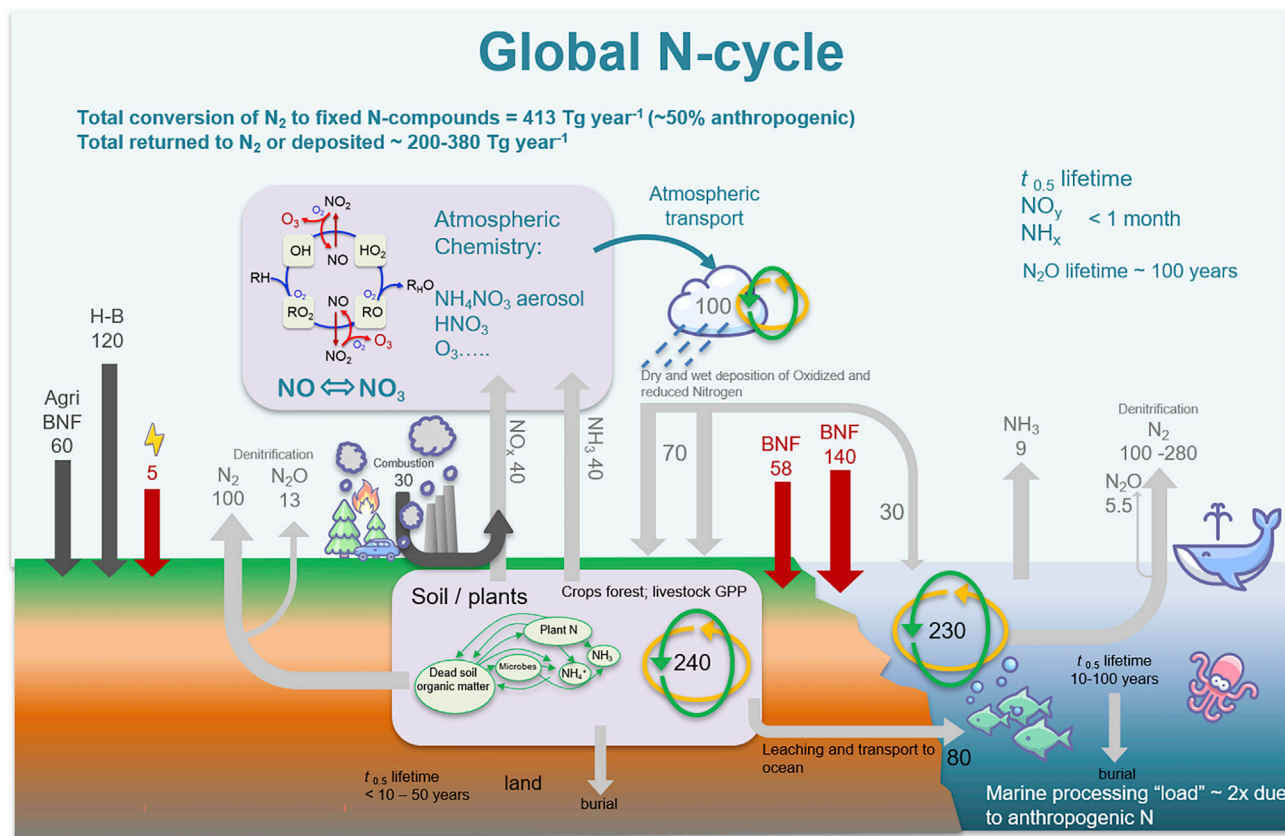 Global N-cycle
Total conversion of N₂ to fixed N-compounds = 413 Tg year⁻¹ (~50% anthropogenic)
Total returned to N₂ or deposited ~ 200-380 Tg year⁻¹
t 0.5 lifetime
NOy
NHx
< 1 month
N₂O lifetime ~ 100 years
Atmospheric
transport
Atmospheric
Chemistry:
NH₄NO₃ aerosol
HNO₃
O₃.....
NO₂
O₂
O₃
NO
OH
HO₂
RH
RHO
O₂
O₂
RO₂
RO
NO
NO₂
O₂
O₃
NO ⇔ NO₃
100
Dry and wet deposition of Oxidized and
reduced Nitrogen
H-B
120
Agri
BNF
60
5
Denitrification
N₂
100
N₂O
13
Combustion
30
NOx 40
NH₃ 40
70
BNF
58
BNF
140
30
NH₃
9
Denitrification
N₂
100 -280
N₂O
5.5
Soil / plants
Crops forest; livestock GPP
Plant N
NH₃
Microbes
NH₄⁺
Dead soil
organic matter
240
230
t 0.5 lifetime
10-100 years
Leaching and transport to
ocean
80
t 0.5 lifetime
< 10 – 50 years
land
burial
burial
Marine processing “load” ~ 2x due
to anthropogenic N